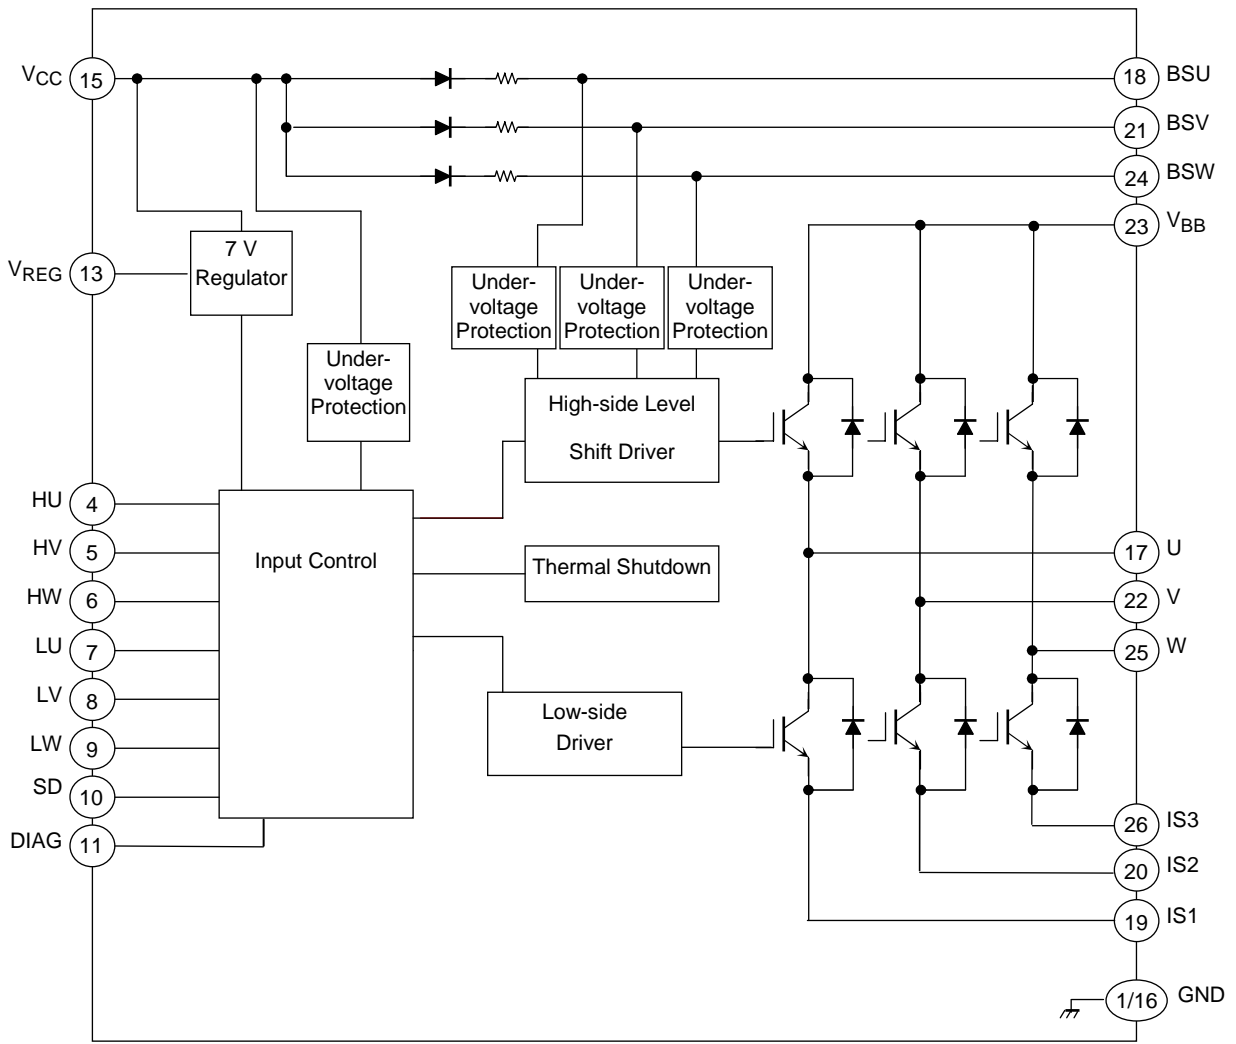 VCC 15
18 BSU
21 BSV
24 BSW
23 VBB
7 V
Regulator
VREG 13
Under-
voltage
Protection
Under-
voltage
Protection
Under-
voltage
Protection
Under-
voltage
Protection
High-side Level
Shift Driver
HU 4
HV 5
HW 6
LU 7
LV 8
LW 9
SD 10
DIAG 11
Input Control
Thermal Shutdown
Low-side
Driver
17 U
22 V
25 W
26 IS3
20 IS2
19 IS1
1/16 GND